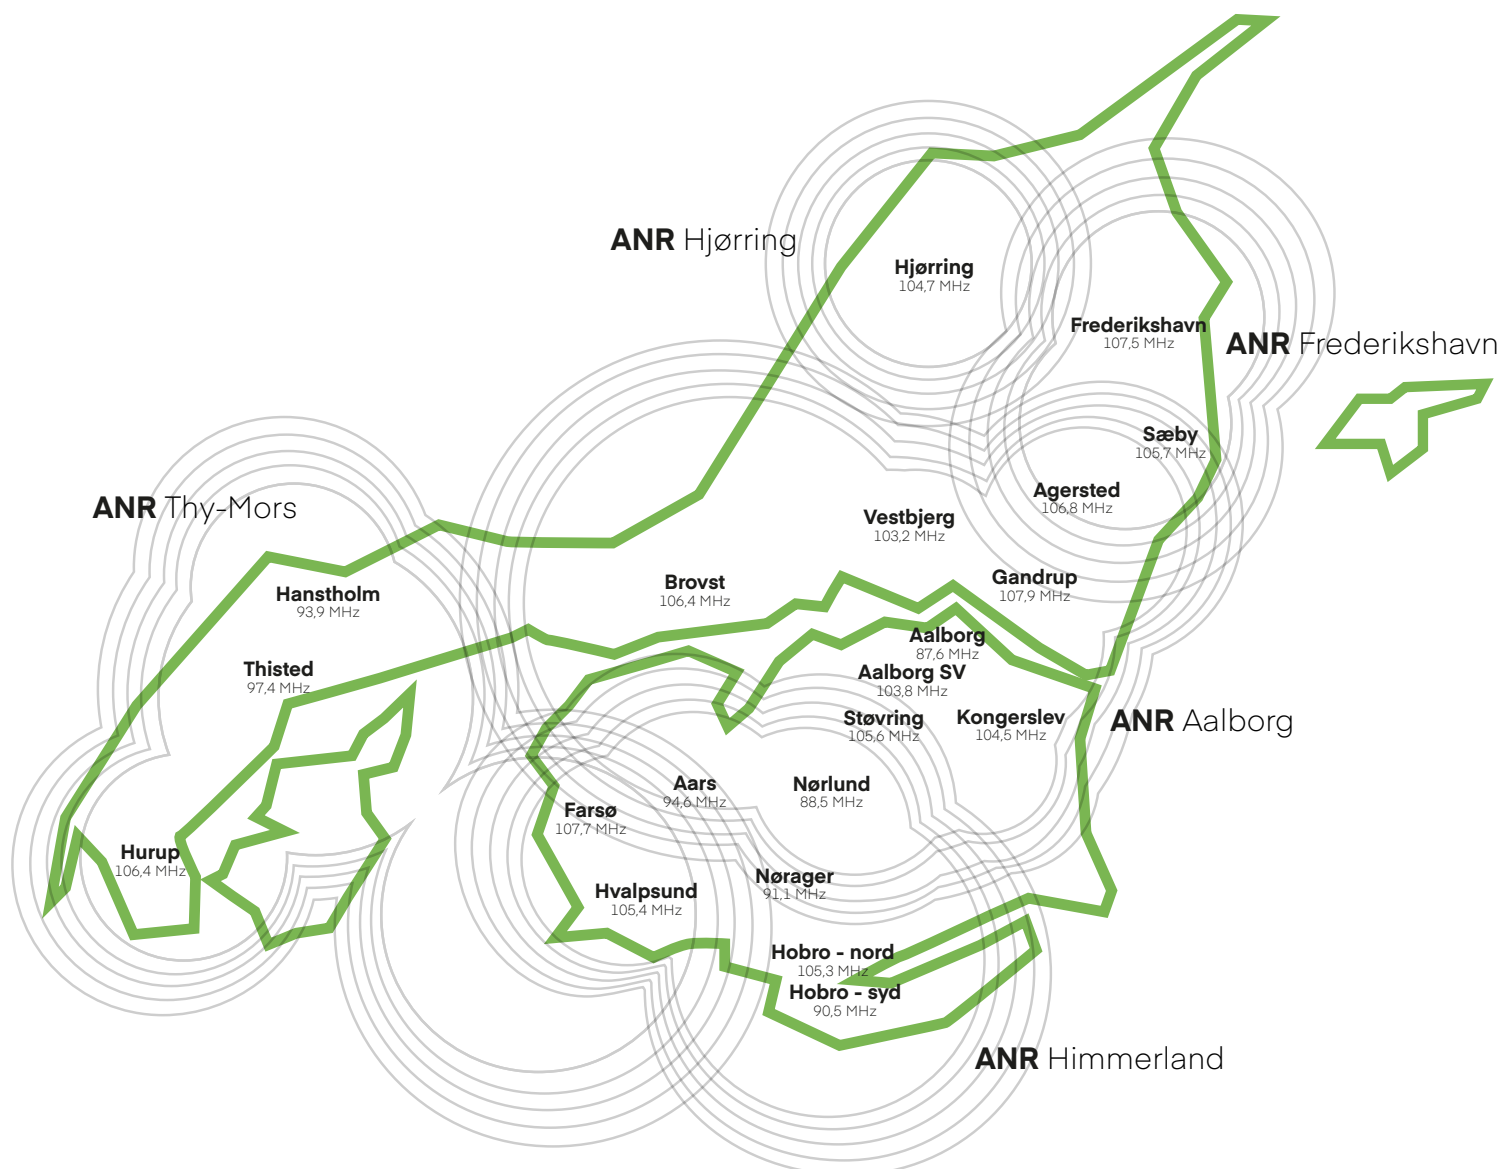 ANR Hjørring
Hjørring
104,7 MHz
Frederikshavn
107,5 MHz
ANR Frederikshavn
Sæby
105,7 MHz
Agersted
106,8 MHz
ANR Thy-Mors
Vestbjerg
103,2 MHz
Hanstholm
93,9 MHz
Brovst
106,4 MHz
Gandrup
107,9 MHz
Aalborg
87,6 MHz
Thisted
97,4 MHz
Aalborg SV
103,8 MHz
Støvring
105,6 MHz
Kongerslev
104,5 MHz
ANR Aalborg
Aars
94,6 MHz
Nørlund
88,5 MHz
Farsø
107,7 MHz
Hurup
106,4 MHz
Nørager
91,1 MHz
Hvalpsund
105,4 MHz
Hobro - nord
105,3 MHz
Hobro - syd
90,5 MHz
ANR Himmerland